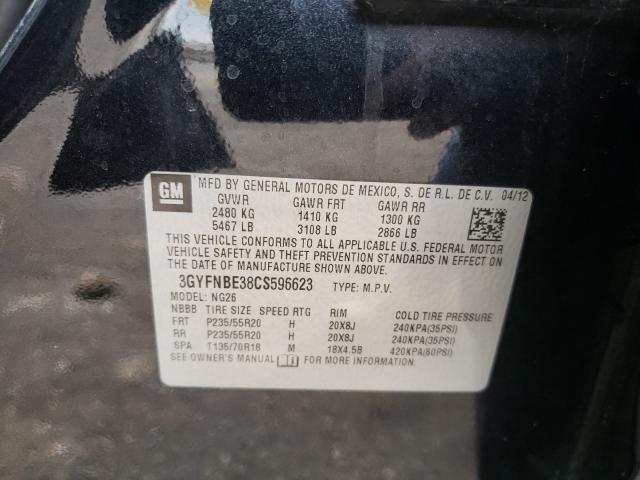 GM
MFD BY GENERAL MOTORS DE MEXICO, S. DE R.L. DE C.V. 04/12
GVWR GAWR FRT GAWR RR
2480 KG 1410 KG 1300 KG
5467 LB 3108 LB 2866 LB
THIS VEHICLE CONFORMS TO ALL APPLICABLE U.S. FEDERAL MOTOR
VEHICLE SAFETY AND THEFT PREVENTION STANDARDS IN EFFECT ON
THE DATE OF MANUFACTURE SHOWN ABOVE.
3GYFNBE38CS596623 TYPE: M.P.V.
MODEL: NG26
NBBB TIRE SIZE SPEED RTG RIM COLD TIRE PRESSURE
FRT P235/55R20 H 20X8J 240KPA(35PSI)
RR P235/55R20 H 20X8J 240KPA(35PSI)
SPA T135/70R18 M 18X4.5B 420KPA(60PSI)
SEE OWNER'S MANUAL FOR MORE INFORMATION.